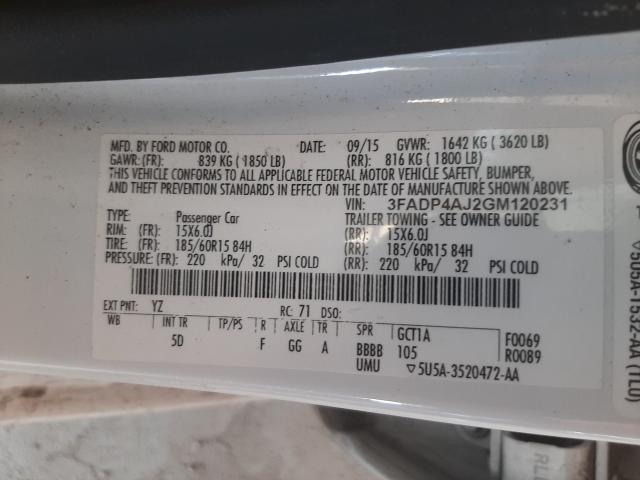 MFD. BY FORD MOTOR CO. DATE: 09/15 GVWR: 1642 KG ( 3620 LB)
GAWR: (FR): 839 KG ( 1850 LB) (RR): 816 KG ( 1800 LB)
THIS VEHICLE CONFORMS TO ALL APPLICABLE FEDERAL MOTOR VEHICLE SAFETY, BUMPER,
AND THEFT PREVENTION STANDARDS IN EFFECT ON THE DATE OF MANUFACTURE SHOWN ABOVE.
VIN: 3FADP4AJ2GM120231
TYPE: Passenger Car TRAILER TOWING - SEE OWNER GUIDE
RIM: (FR): 15X6.0J (RR): 15X6.0J
TIRE: (FR): 185/60R15 84H (RR): 185/60R15 84H
PRESSURE: (FR): 220 kPa/ 32 PSI COLD (RR): 220 kPa/ 32 PSI COLD
EXT PNT: YZ RC: 71 DSO:
WB INT TR TP/PS R AXLE TR SPR GCT1A F0069
5D F GG A BBBB 105 R0089
UMU ▽5U5A-3520472-AA
▽5U5A-1532-AA (TLU)